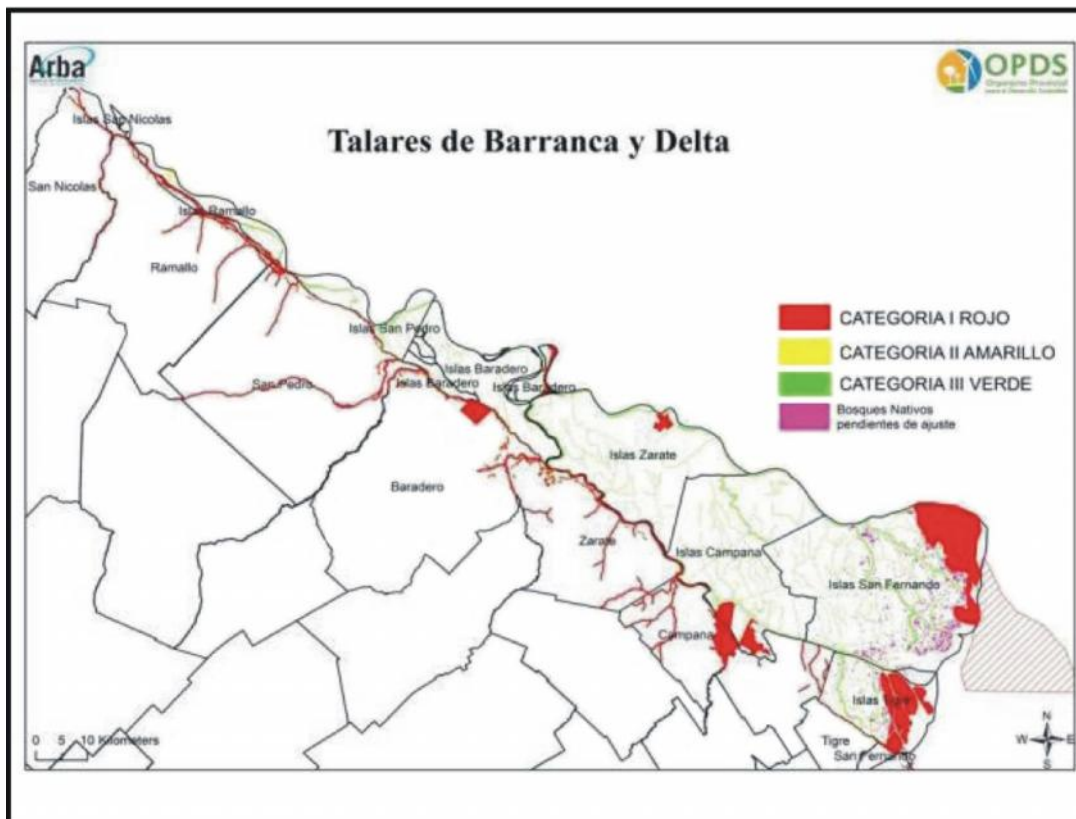 Arba
OPDS
Organismo Provincial
para el Desarrollo Sostenible
Talares de Barranca y Delta
Islas San Nicolas
San Nicolas
Islas Ramallo
Ramallo
Islas San Pedro
San Pedro
Islas Baradero
Islas Baradero
Islas Baradero
Baradero
Islas Zarate
Zarate
Islas Campana
Campana
Islas San Fernando
Islas Tigre
Tigre
San Fernando
CATEGORIA I ROJO
CATEGORIA II AMARILLO
CATEGORIA III VERDE
Bosques Nativos
pendientes de ajuste
0 5 10 Kilometers
N
W E
S